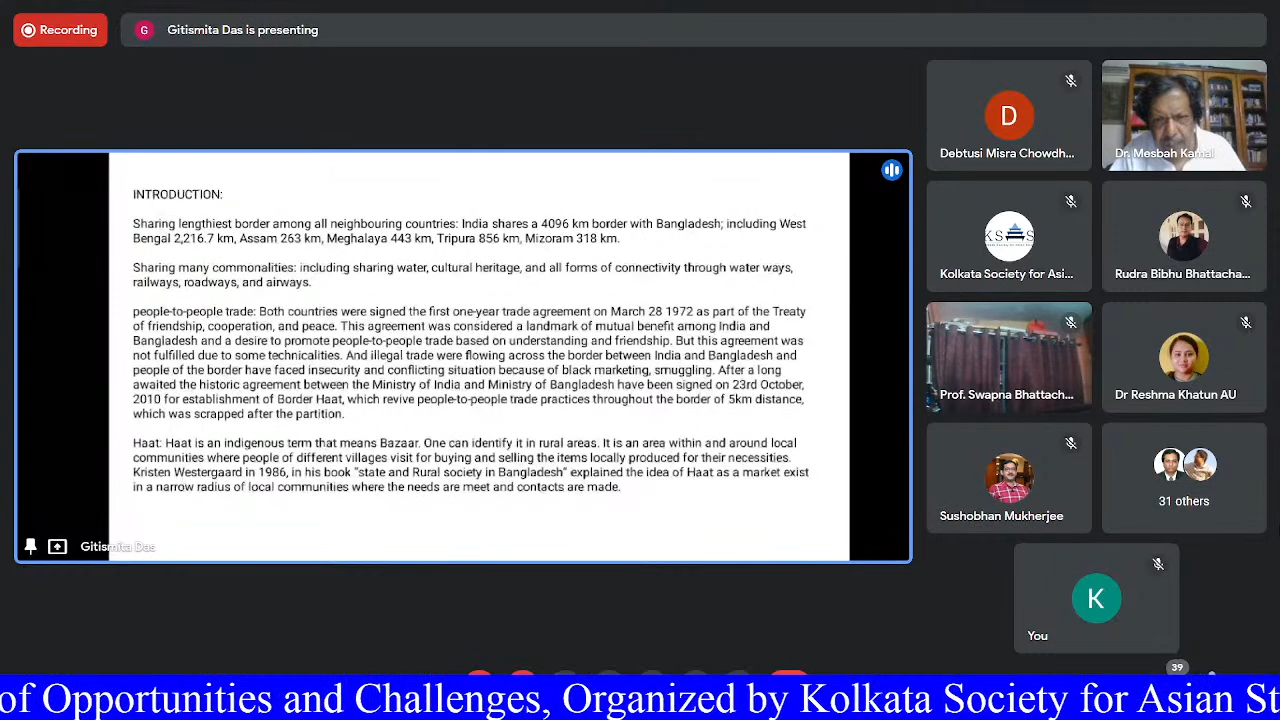 Recording
G
Gitismita Das is presenting
INTRODUCTION:
Sharing lengthiest border among all neighbouring countries: India shares a 4096 km border with Bangladesh; including West
Bengal 2,216.7 km, Assam 263 km, Meghalaya 443 km, Tripura 856 km, Mizoram 318 km.
Sharing many commonalities: including sharing water, cultural heritage, and all forms of connectivity through water ways,
railways, roadways, and airways.
people-to-people trade: Both countries were signed the first one-year trade agreement on March 28 1972 as part of the Treaty
of friendship, cooperation, and peace. This agreement was considered a landmark of mutual benefit among India and
Bangladesh and a desire to promote people-to-people trade based on understanding and friendship. But this agreement was
not fulfilled due to some technicalities. And illegal trade were flowing across the border between India and Bangladesh and
people of the border have faced insecurity and conflicting situation because of black marketing, smuggling. After a long
awaited the historic agreement between the Ministry of India and Ministry of Bangladesh have been signed on 23rd October,
2010 for establishment of Border Haat, which revive people-to-people trade practices throughout the border of 5km distance,
which was scrapped after the partition.
Haat: Haat is an indigenous term that means Bazaar. One can identify it in rural areas. It is an area within and around local
communities where people of different villages visit for buying and selling the items locally produced for their necessities.
Kristen Westergaard in 1986, in his book "state and Rural society in Bangladesh" explained the idea of Haat as a market exist
in a narrow radius of local communities where the needs are meet and contacts are made.
Gitismita Das
D
Debtusi Misra Chowdh...
Dr. Mesbah Kamal
KSAS
Kolkata Society for Asi...
Rudra Bibhu Bhattacha...
Prof. Swapna Bhattach...
Dr Reshma Khatun AU
Sushobhan Mukherjee
31 others
K
You
39
of Opportunities and Challenges, Organized by Kolkata Society for Asian St